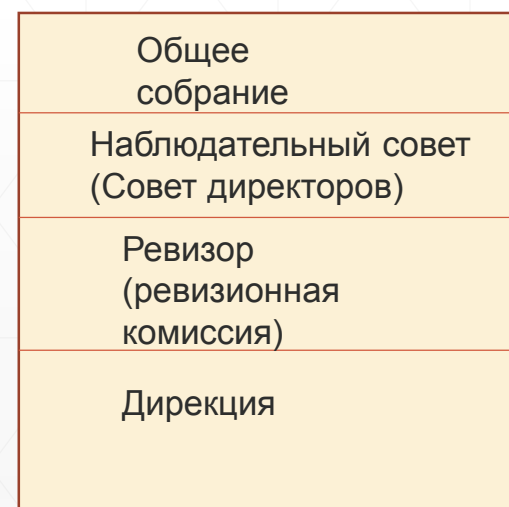 Общее
собрание
Наблюдательный совет
(Совет директоров)
Ревизор
(ревизионная
комиссия)
Дирекция